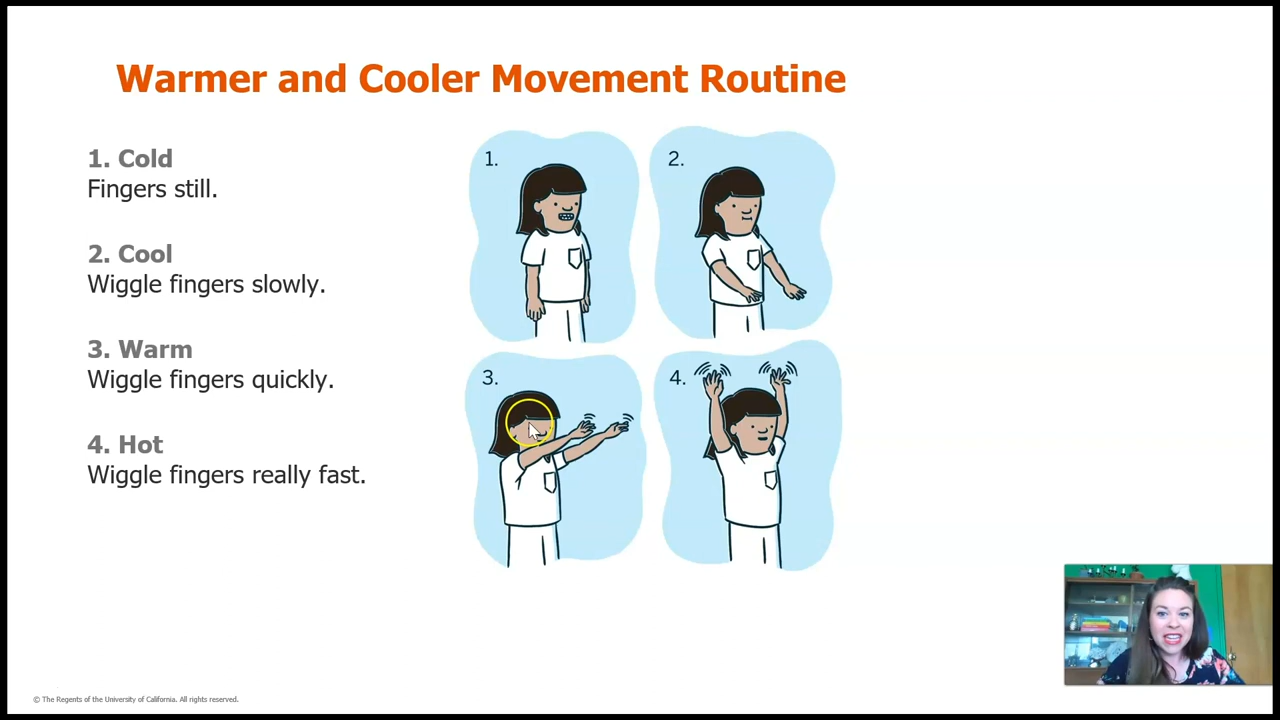 Warmer and Cooler Movement Routine
1. Cold
Fingers still.
2. Cool
Wiggle fingers slowly.
3. Warm
Wiggle fingers quickly.
4. Hot
Wiggle fingers really fast.
1.
2.
3.
4.
© The Regents of the University of California. All rights reserved.